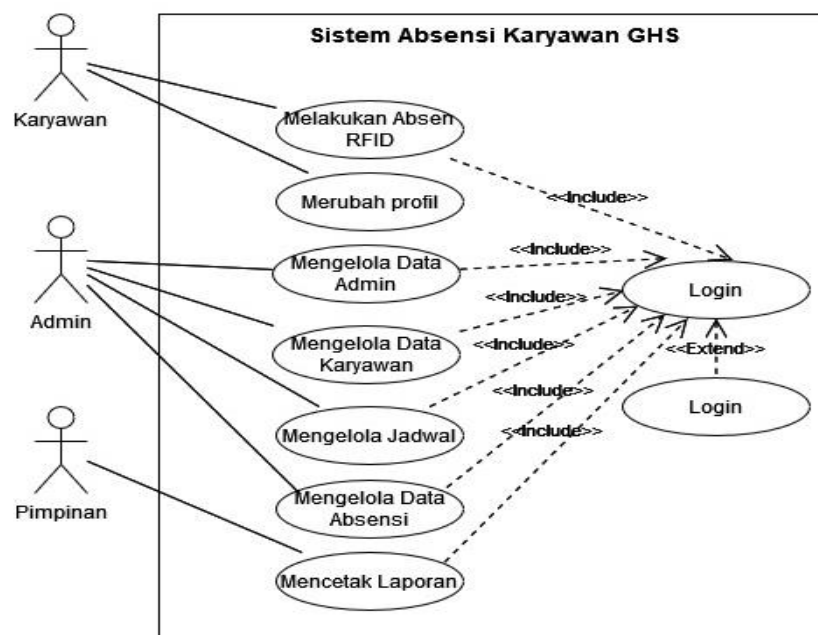 Sistem Absensi Karyawan GHS
Karyawan
Melakukan Absen
RFID
<<Include>>
Merubah profil
<<Include>>
Mengelola Data
Admin
Login
Admin
<<Include>>
Mengelola Data
Karyawan
<<Include>>
<<Extend>>
<<Include>>
Login
Mengelola Jadwal
<<Include>>
Pimpinan
Mengelola Data
Absensi
Mencetak Laporan